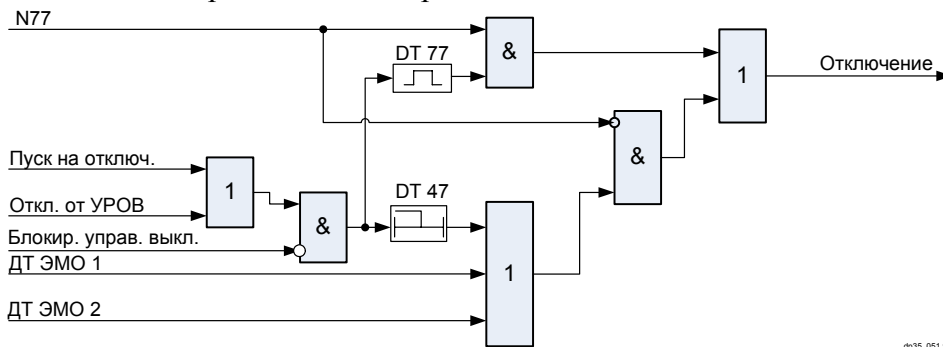 N77
&
DT 77
1
Отключение
&
Пуск на отключ.
1
Откл. от УРОВ
DT 47
&
Блокир. управ. выкл.
ДТ ЭМО 1
1
ДТ ЭМО 2